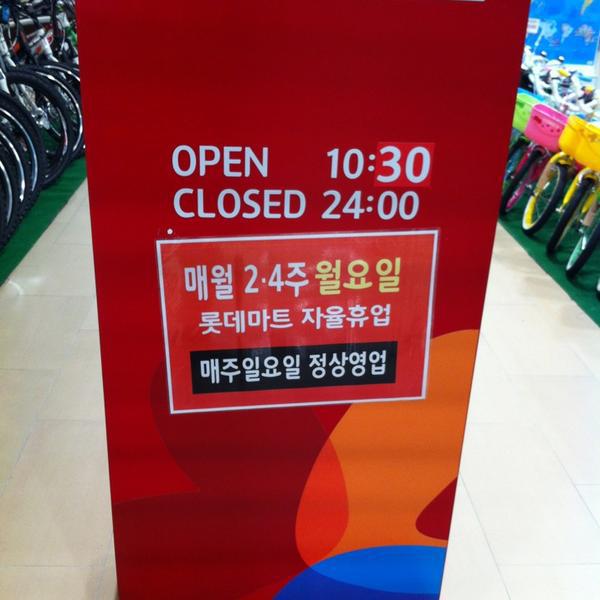 OPEN 10:30
CLOSED 24:00
매월 2·4주 월요일
롯데마트 자율휴업
매주일요일 정상영업